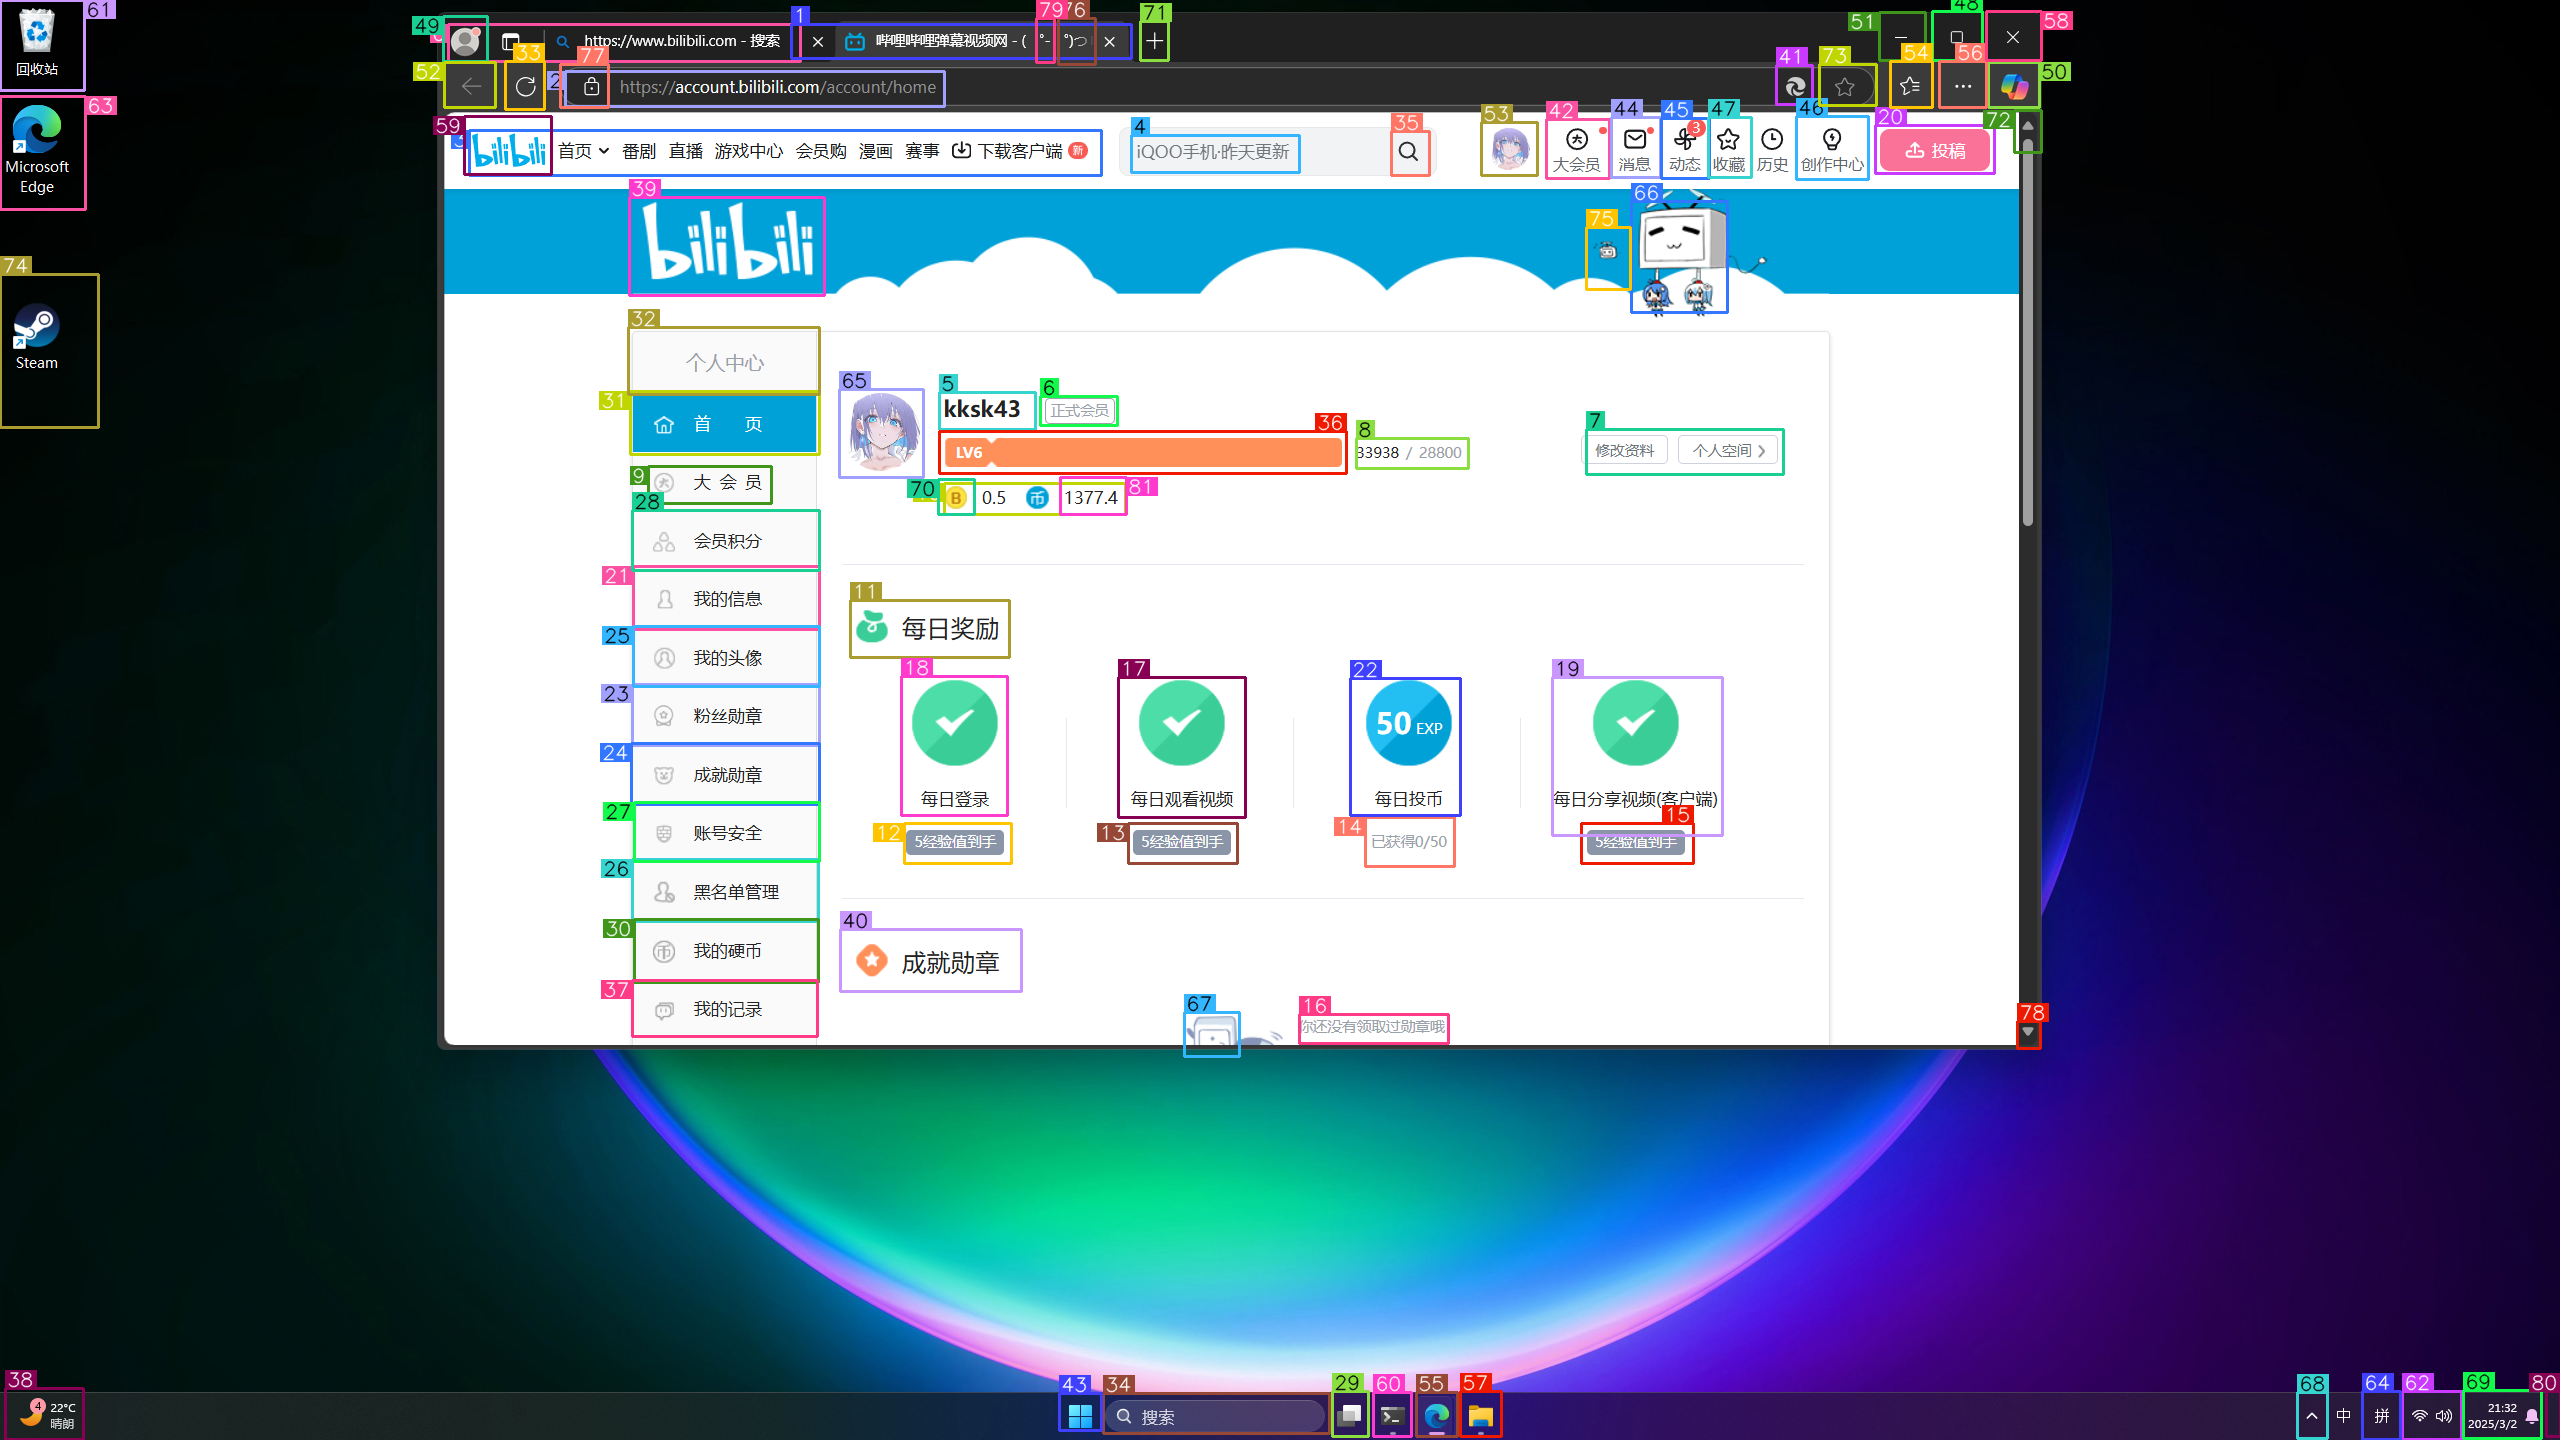 回收站
Microsoft
Edge
Steam
https://www.bilibili.com - 搜索
哔哩哔哩弹幕视频网 - ( ゜- ゜)つ
https://account.bilibili.com/account/home
bilibili 首页 番剧 直播 游戏中心 会员购 漫画 赛事 下载客户端 新
iQOO手机·昨天更新
大会员 消息 3 动态 收藏 历史 创作中心 投稿
bilibili
个人中心
首 页
大 会 员
会员积分
我的信息
我的头像
粉丝勋章
成就勋章
账号安全
黑名单管理
我的硬币
我的记录
kksk43 正式会员
LV6 33938 / 28800
修改资料 个人空间
B 0.5 币 1377.4
每日奖励
50 EXP
每日登录 每日观看视频 每日投币 每日分享视频(客户端)
5经验值到手 5经验值到手 已获得0/50 5经验值到手
成就勋章
你还没有领取过勋章哦
4 22°C
晴朗
搜索
中 拼
21:32
2025/3/2
61
63
74
49
1
79
76
71
51
48
58
52
33
77
2
41
73
54
56
50
59
4
35
53
42
44
45
47
46
20
72
39
75
66
32
31
9
28
21
25
23
24
27
26
30
37
65
5
6
36
8
7
70
81
11
18
17
22
19
12
13
14
15
40
67
16
78
38
43
34
29
60
55
57
68
64
62
69
80